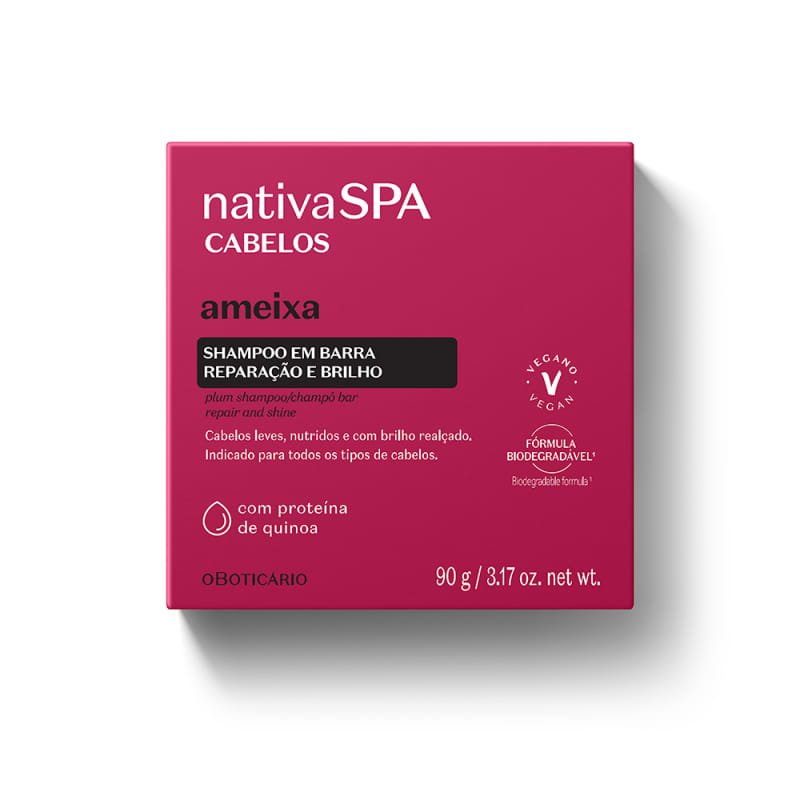 nativaSPA
CABELOS
ameixa
SHAMPOO EM BARRA
REPARAÇÃO E BRILHO
plum shampoo/champô bar
repair and shine
Cabelos leves, nutridos e com brilho realçado.
Indicado para todos os tipos de cabelos.
VEGANO
V
VEGAN
FÓRMULA
BIODEGRADÁVEL¹
Biodegradable formula ¹
com proteína
de quinoa
oBOTICÁRIO
90 g / 3.17 oz. net wt.